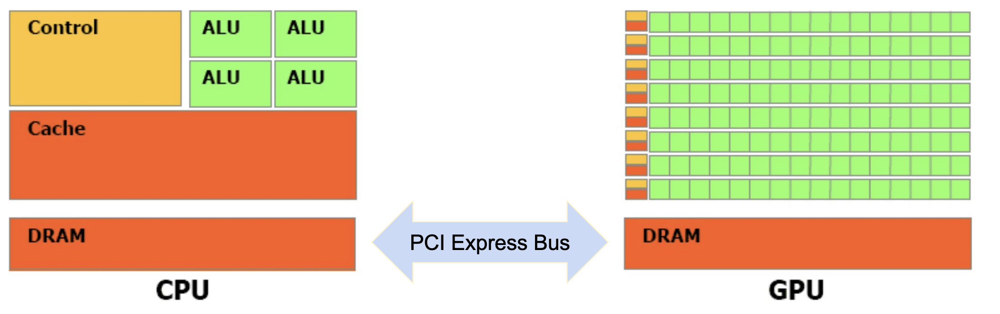 Control
ALU
ALU
ALU
ALU
Cache
DRAM
CPU
PCI Express Bus
DRAM
GPU